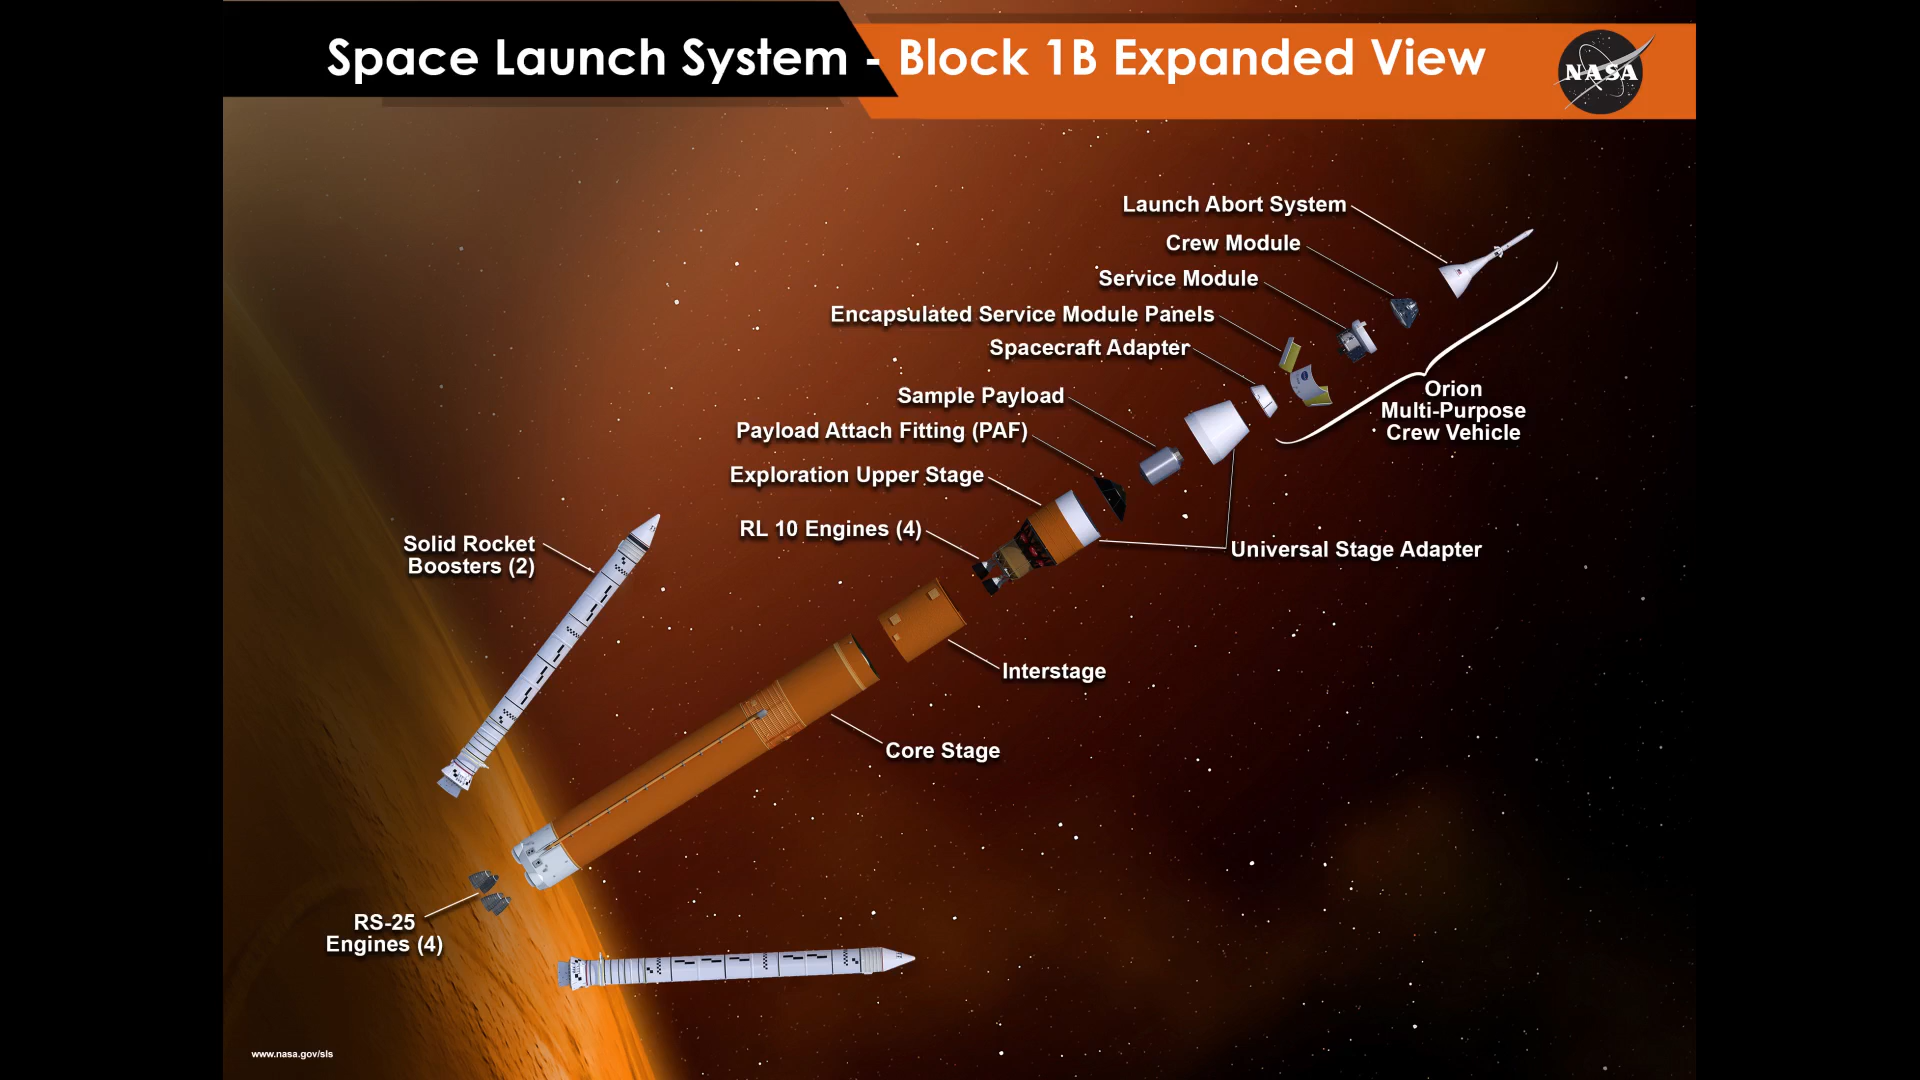 Space Launch System - Block 1B Expanded View
NASA
Launch Abort System
Crew Module
Service Module
Encapsulated Service Module Panels
Spacecraft Adapter
Sample Payload
Payload Attach Fitting (PAF)
Exploration Upper Stage
RL 10 Engines (4)
Orion
Multi-Purpose
Crew Vehicle
Universal Stage Adapter
Solid Rocket
Boosters (2)
Interstage
Core Stage
RS-25
Engines (4)
www.nasa.gov/sls